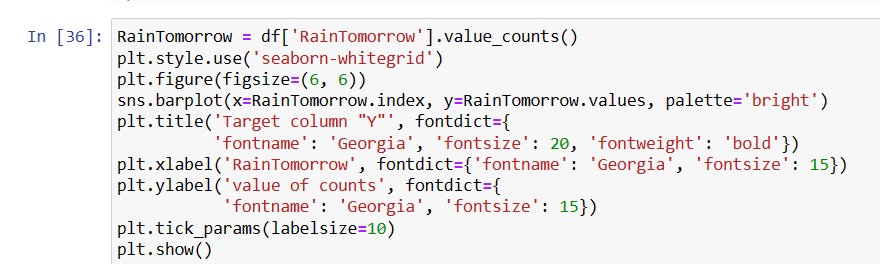 In [36]: RainTomorrow = df['RainTomorrow'].value_counts()
plt.style.use('seaborn-whitegrid')
plt.figure(figsize=(6, 6))
sns.barplot(x=RainTomorrow.index, y=RainTomorrow.values, palette='bright')
plt.title('Target column "Y"', fontdict={
'fontname': 'Georgia', 'fontsize': 20, 'fontweight': 'bold'})
plt.xlabel('RainTomorrow', fontdict={'fontname': 'Georgia', 'fontsize': 15})
plt.ylabel('value of counts', fontdict={
'fontname': 'Georgia', 'fontsize': 15})
plt.tick_params(labelsize=10)
plt.show()